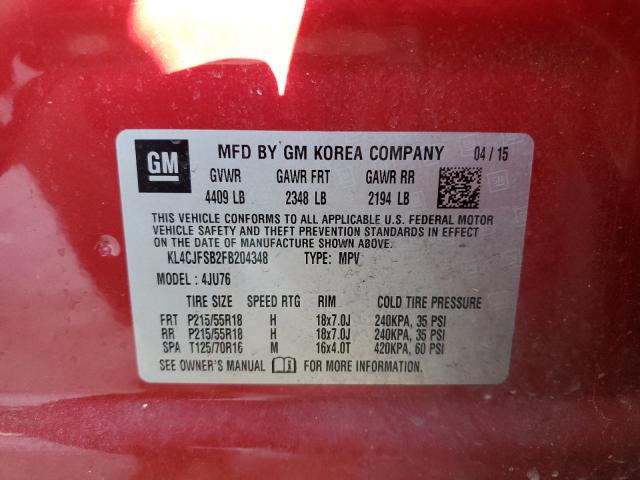 GM MFD BY GM KOREA COMPANY 04 / 15
GVWR GAWR FRT GAWR RR
4409 LB 2348 LB 2194 LB
THIS VEHICLE CONFORMS TO ALL APPLICABLE U.S. FEDERAL MOTOR
VEHICLE SAFETY AND THEFT PREVENTION STANDARDS IN EFFECT ON
THE DATE OF MANUFACTURE SHOWN ABOVE.
KL4CJFSB2FB204348 TYPE: MPV
MODEL : 4JU76
TIRE SIZE SPEED RTG RIM COLD TIRE PRESSURE
FRT P215/55R18 H 18x7.0J 240KPA, 35 PSI
RR P215/55R18 H 18x7.0J 240KPA, 35 PSI
SPA T125/70R16 M 16x4.0T 420KPA, 60 PSI
SEE OWNER'S MANUAL FOR MORE INFORMATION.